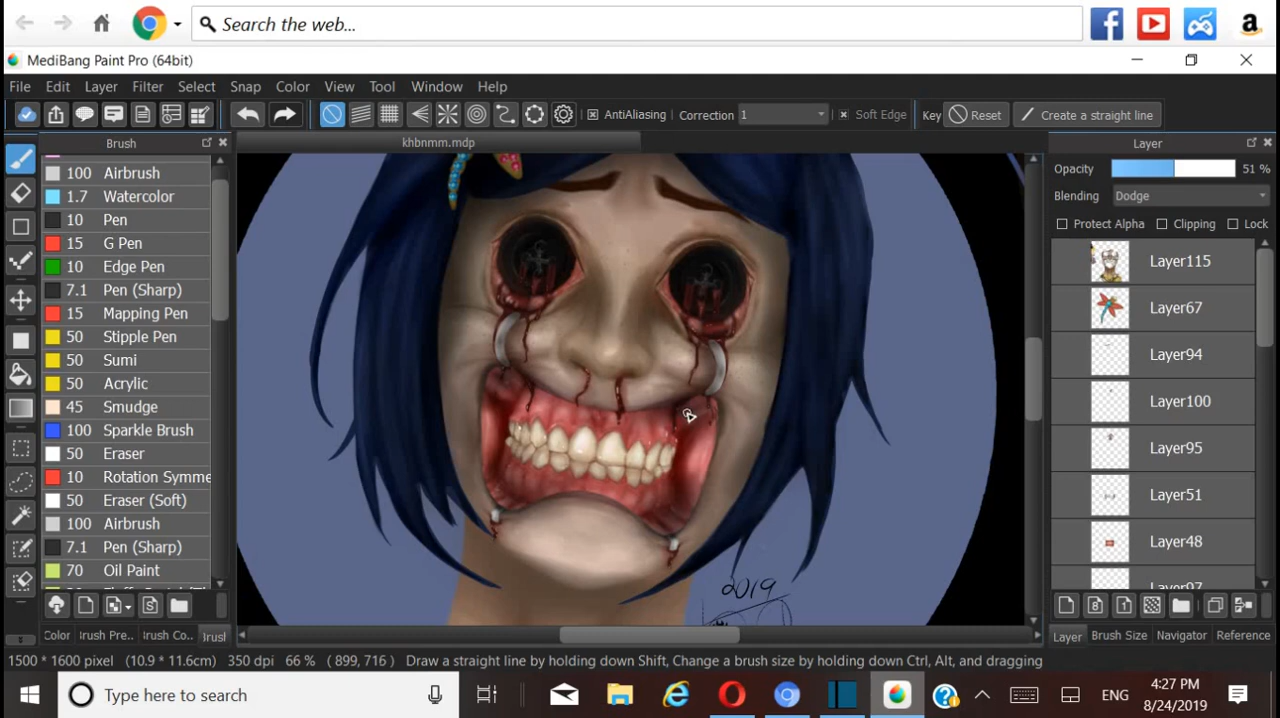 Search the web...
MediBang Paint Pro (64bit)
File Edit Layer Filter Select Snap Color View Tool Window Help
AntiAliasing Correction 1 Soft Edge Key Reset Create a straight line
Brush
khbnmm.mdp
Layer
100 Airbrush
1.7 Watercolor
10 Pen
15 G Pen
10 Edge Pen
7.1 Pen (Sharp)
15 Mapping Pen
50 Stipple Pen
50 Sumi
50 Acrylic
45 Smudge
100 Sparkle Brush
50 Eraser
10 Rotation Symme
50 Eraser (Soft)
100 Airbrush
7.1 Pen (Sharp)
70 Oil Paint
Color Brush Pre... Brush Co... Brush
2019
Opacity 51 %
Blending Dodge
Protect Alpha Clipping Lock
Layer115
Layer67
Layer94
Layer100
Layer95
Layer51
Layer48
Layer97
Layer Brush Size Navigator Reference
1500 * 1600 pixel (10.9 * 11.6cm) 350 dpi 66 % ( 899, 716 ) Draw a straight line by holding down Shift, Change a brush size by holding down Ctrl, Alt, and dragging
Type here to search
ENG
4:27 PM
8/24/2019